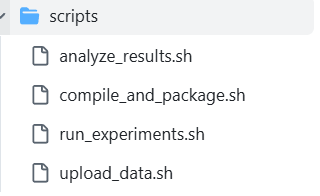 scripts
analyze_results.sh
compile_and_package.sh
run_experiments.sh
upload_data.sh